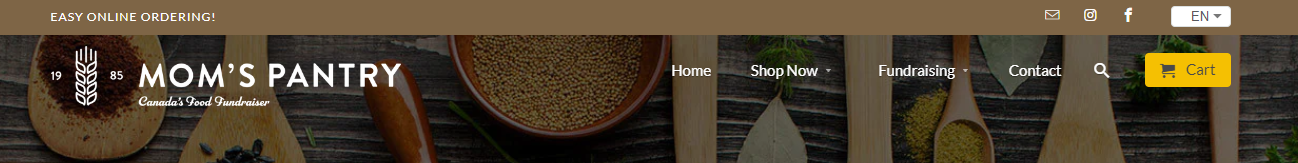 EASY ONLINE ORDERING!
EN
19 85
MOM'S PANTRY
Canada's Food Fundraiser
Home Shop Now Fundraising Contact Cart